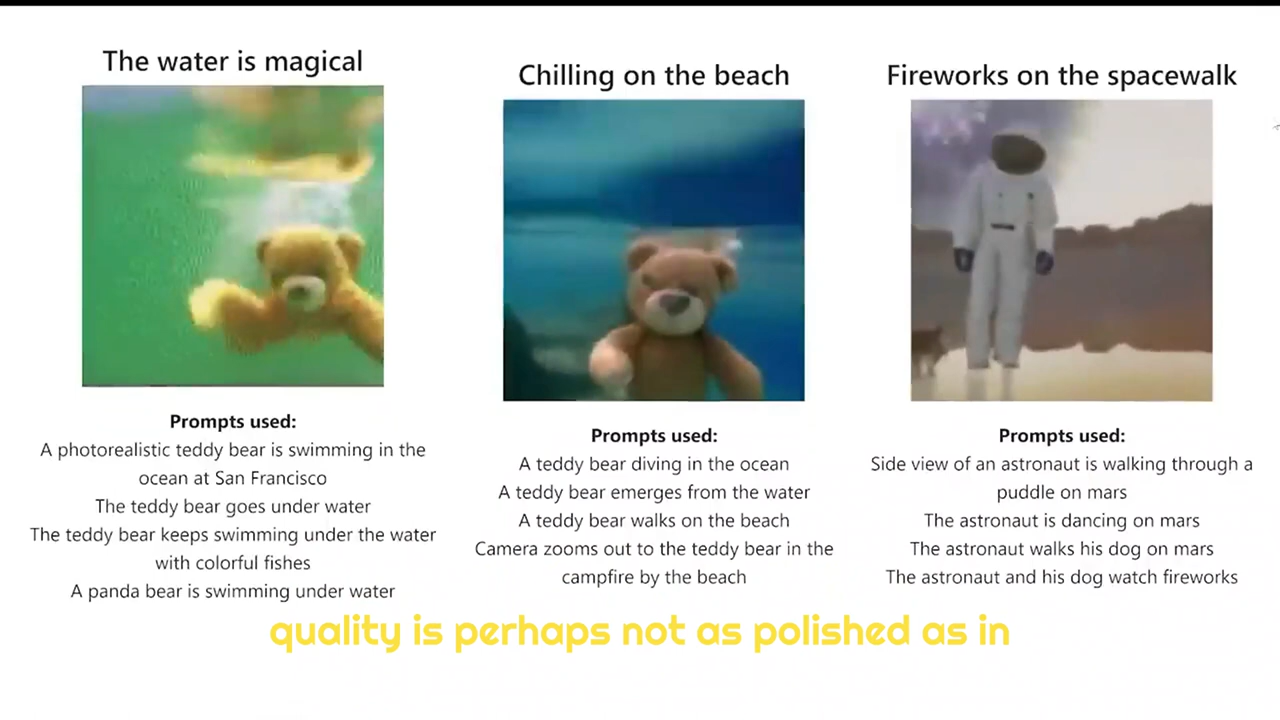 The water is magical
Prompts used:
A photorealistic teddy bear is swimming in the
ocean at San Francisco
The teddy bear goes under water
The teddy bear keeps swimming under the water
with colorful fishes
A panda bear is swimming under water
Chilling on the beach
Prompts used:
A teddy bear diving in the ocean
A teddy bear emerges from the water
A teddy bear walks on the beach
Camera zooms out to the teddy bear in the
campfire by the beach
Fireworks on the spacewalk
Prompts used:
Side view of an astronaut is walking through a
puddle on mars
The astronaut is dancing on mars
The astronaut walks his dog on mars
The astronaut and his dog watch fireworks
quality is perhaps not as polished as in